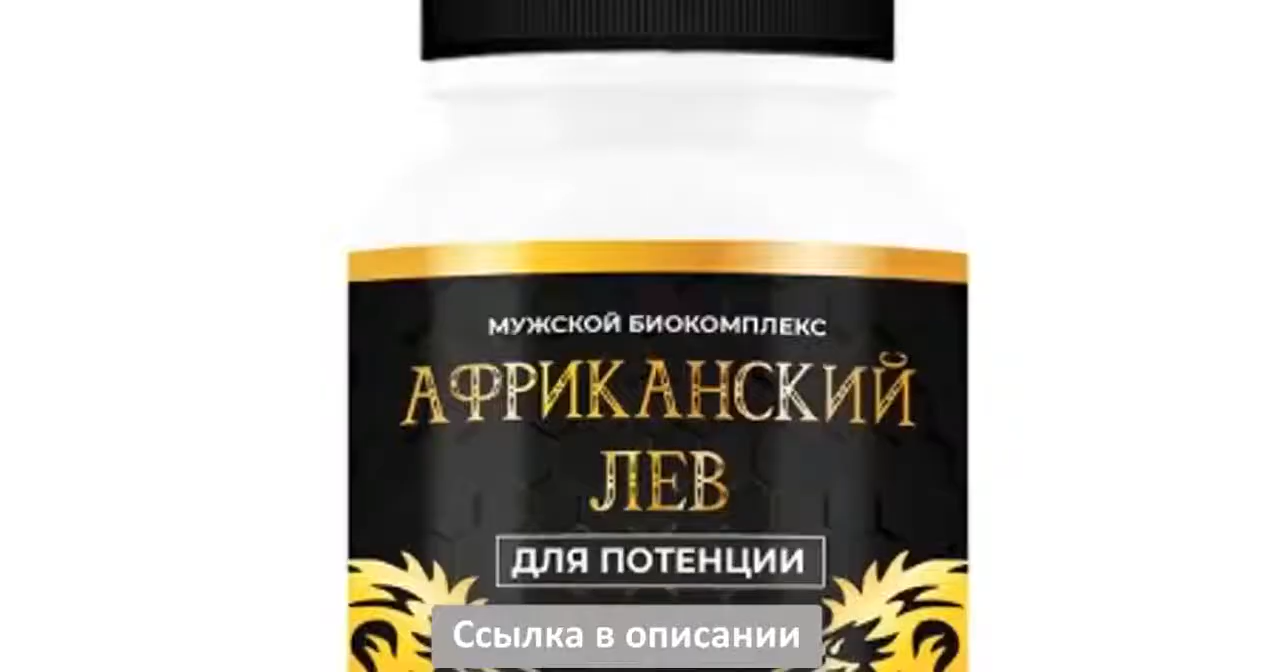 МУЖСКОЙ БИОКОМПЛЕКС
АФРИКАНСКИЙ
ЛЕВ
ДЛЯ ПОТЕНЦИИ
Ссылка в описании